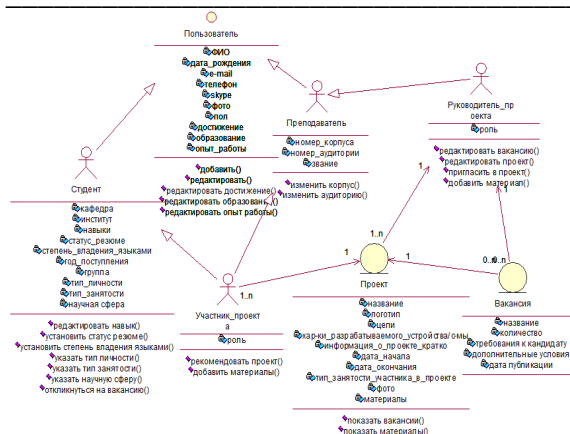 Пользователь
ФИО
дата_рождения
e-mail
телефон
skype
фото
пол
достижение
образование
опыт_работы
добавить()
редактировать()
редактировать достижение()
редактировать образование()
редактировать опыт работы()
Преподаватель
номер_корпуса
номер_аудитории
звание
изменить корпус()
изменить аудиторию()
Руководитель_пр
оекта
роль
редактировать вакансию()
редактировать проект()
пригласить в проект()
добавить материал()
Студент
кафедра
институт
навыки
статус_резюме
степень_владения_языками
год_поступления
группа
тип_личности
тип_занятости
научная сфера
редактировать навык()
установить статус резюме()
установить степень владения языками()
указать тип личности()
указать тип занятости()
указать научную сферу()
откликнуться на вакансию()
1..n
1
Участник_проект
а
роль
рекомендовать проект()
добавить материалы()
1..n
1
Проект
название
логотип
цели
хар-ки_разрабатываемого_устройства/
информация_о_проекте_кратко
дата_начала
дата_окончания
тип_занятости_участника_в_проекте
фото
материалы
показать вакансии()
показать материалы()
1
1
0..n
Вакансия
название
количество
требования к кандидату
дополнительные условия
дата публикации